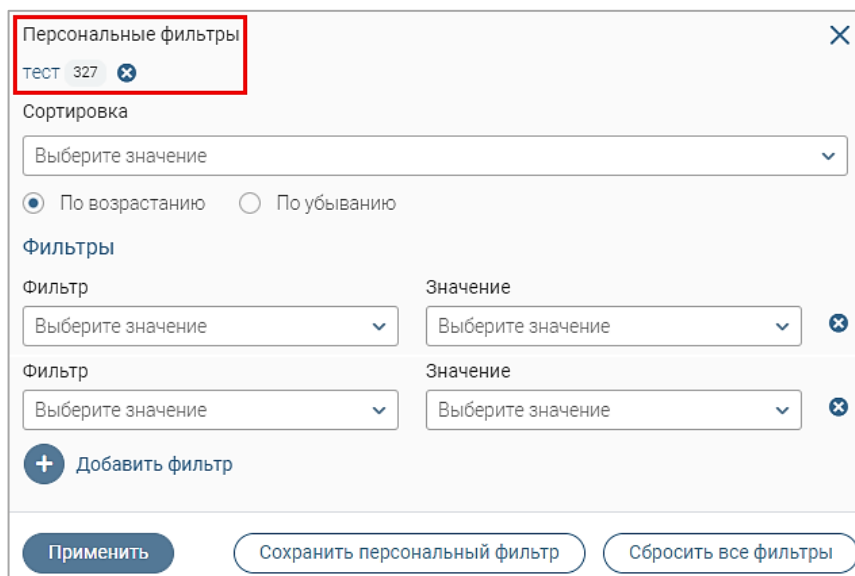 Персональные фильтры
тест 327
Сортировка
Выберите значение
По возрастанию По убыванию
Фильтры
Фильтр Значение
Выберите значение Выберите значение
Фильтр Значение
Выберите значение Выберите значение
Добавить фильтр
Применить Сохранить персональный фильтр Сбросить все фильтры